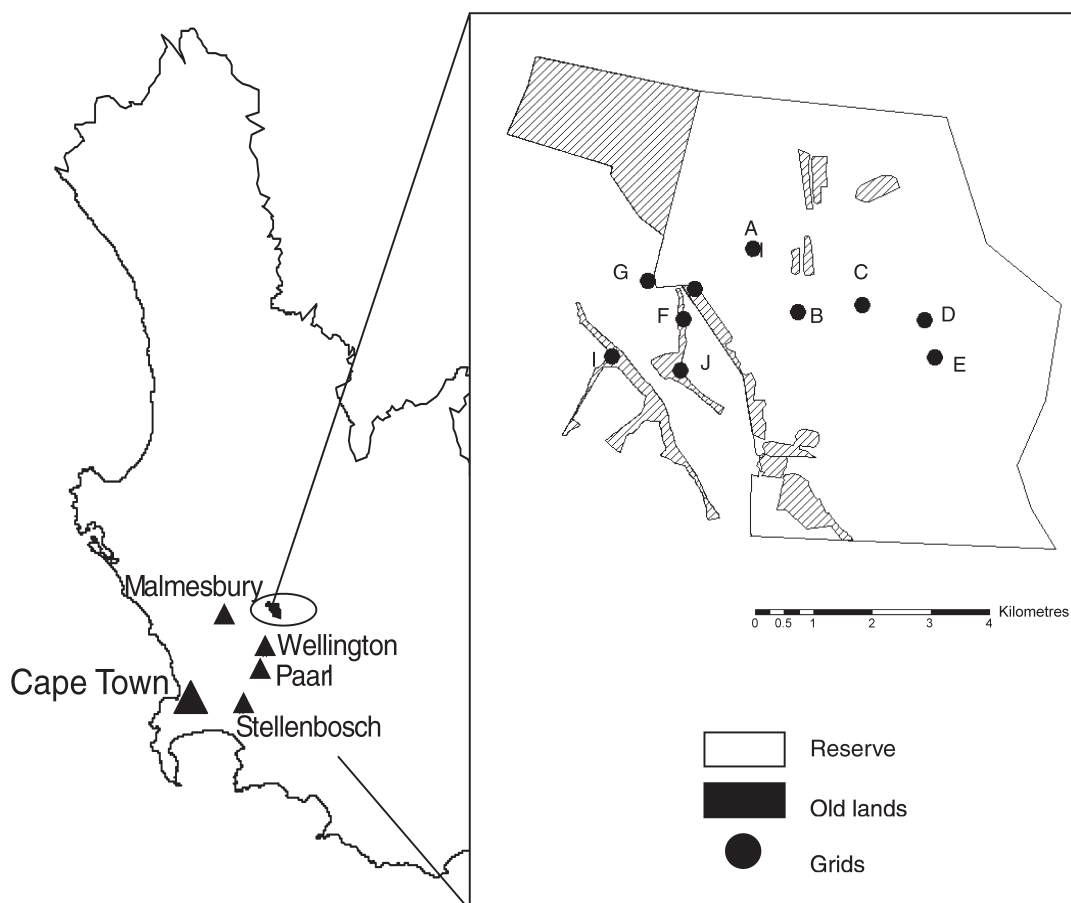 Malmesbury
Wellington
Paarl
Cape Town
Stellenbosch
A
G
C
F
B
D
I
J
E
0 0.5 1 2 3 4 Kilometres
Reserve
Old lands
Grids